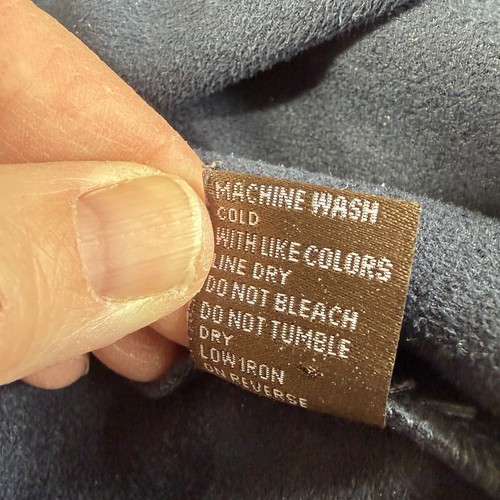 MACHINE WASH
COLD
WITH LIKE COLORS
LINE DRY
DO NOT BLEACH
DO NOT TUMBLE
DRY
LOW IRON
ON REVERSE